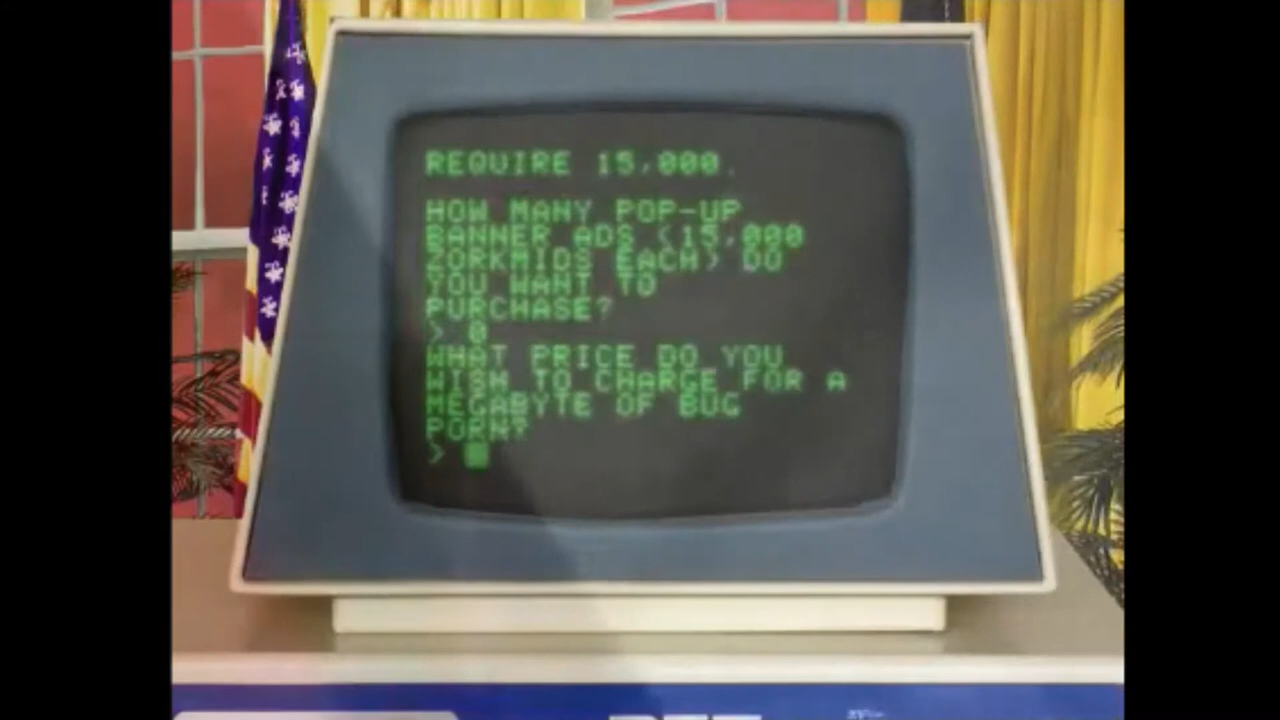 REQUIRE 15,000.
HOW MANY POP-UP
BANNER ADS (15,000
ZORKMIDS EACH) DO
YOU WANT TO
PURCHASE?
> 0
WHAT PRICE DO YOU
WISH TO CHARGE FOR A
MEGABYTE OF BUG
PORN?
>